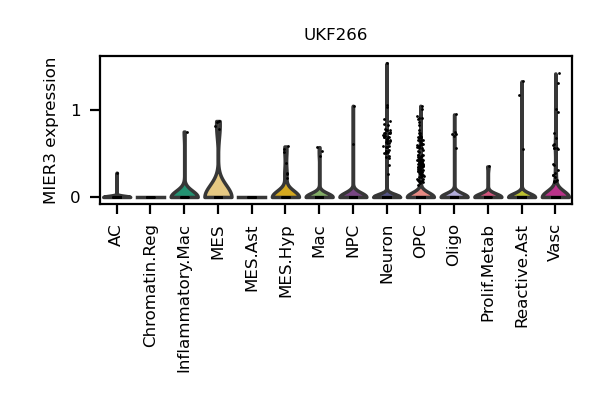 UKF266
MIER3 expression
1
0
AC
Chromatin.Reg
Inflammatory.Mac
MES
MES.Ast
MES.Hyp
Mac
NPC
Neuron
OPC
Oligo
Prolif.Metab
Reactive.Ast
Vasc